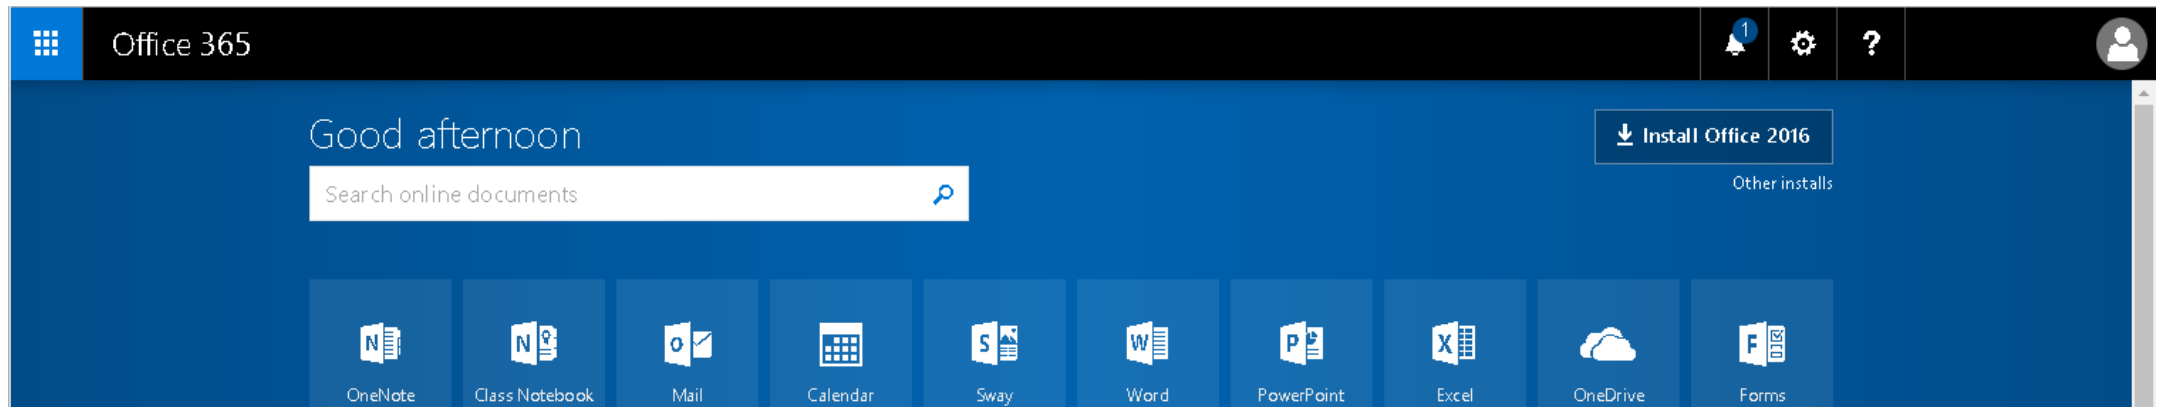 Office 365
1
?
Good afternoon
Install Office 2016
Search online documents
Other installs
N
N
O
S
W
P
X
F
OneNote
Class Notebook
Mail
Calendar
Sway
Word
PowerPoint
Excel
OneDrive
Forms